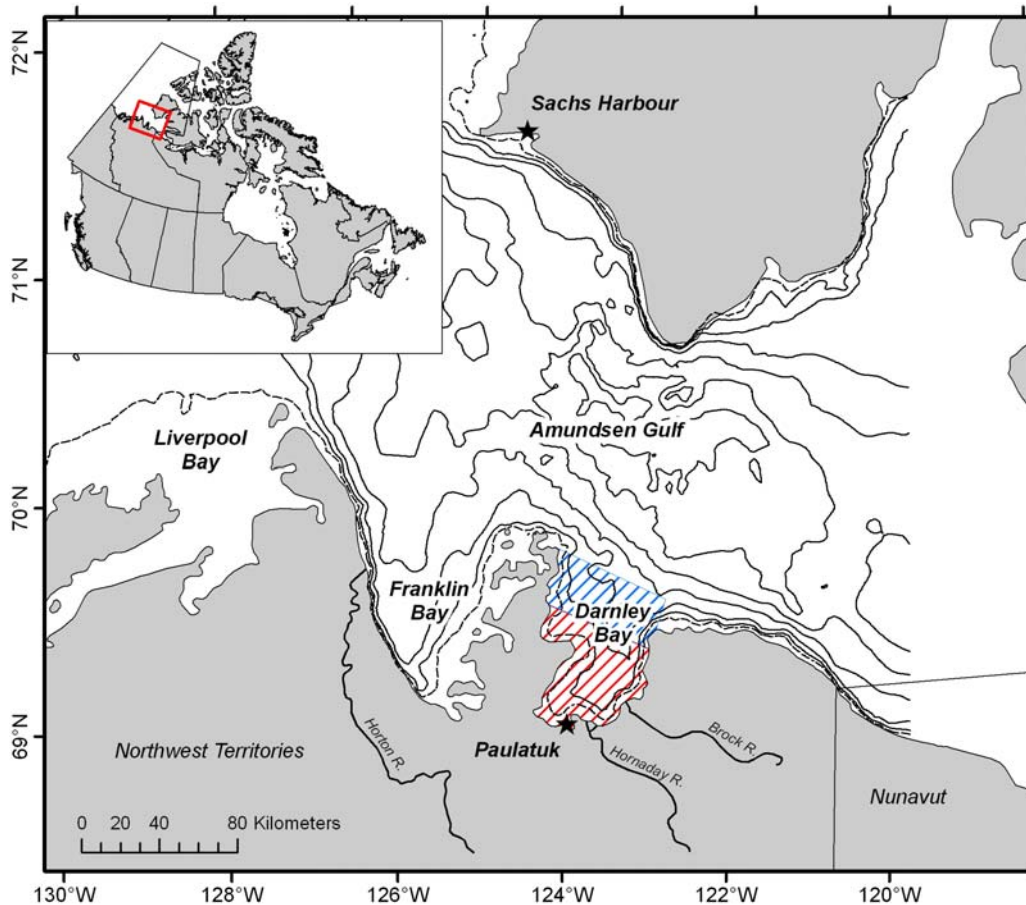 72°N
Sachs Harbour
71°N
Amundsen Gulf
Liverpool
Bay
70°N
Franklin
Bay
Darnley
Bay
69°N
Horton R.
Brock R.
Northwest Territories
Paulatuk
Hornaday R.
Nunavut
0 20 40 80 Kilometers
130°W 128°W 126°W 124°W 122°W 120°W